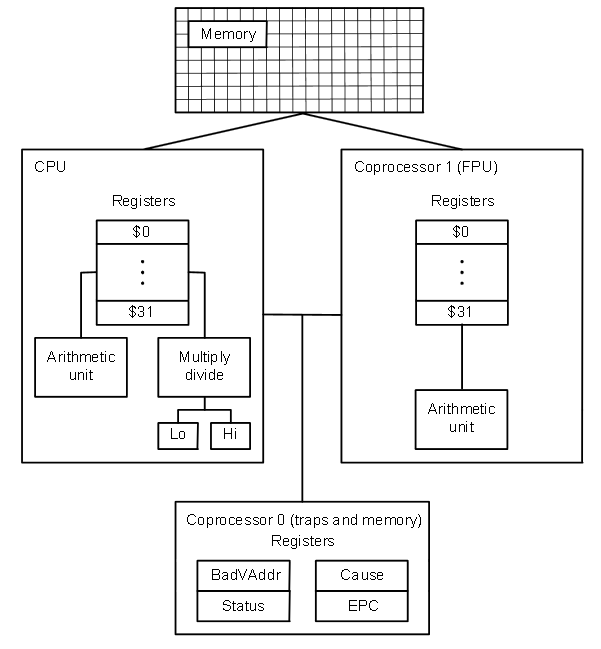 Memory
CPU
Registers
$0
$31
Arithmetic
unit
Multiply
divide
Lo
Hi
Coprocessor 1 (FPU)
Registers
$0
$31
Arithmetic
unit
Coprocessor 0 (traps and memory)
Registers
BadVAddr
Cause
Status
EPC